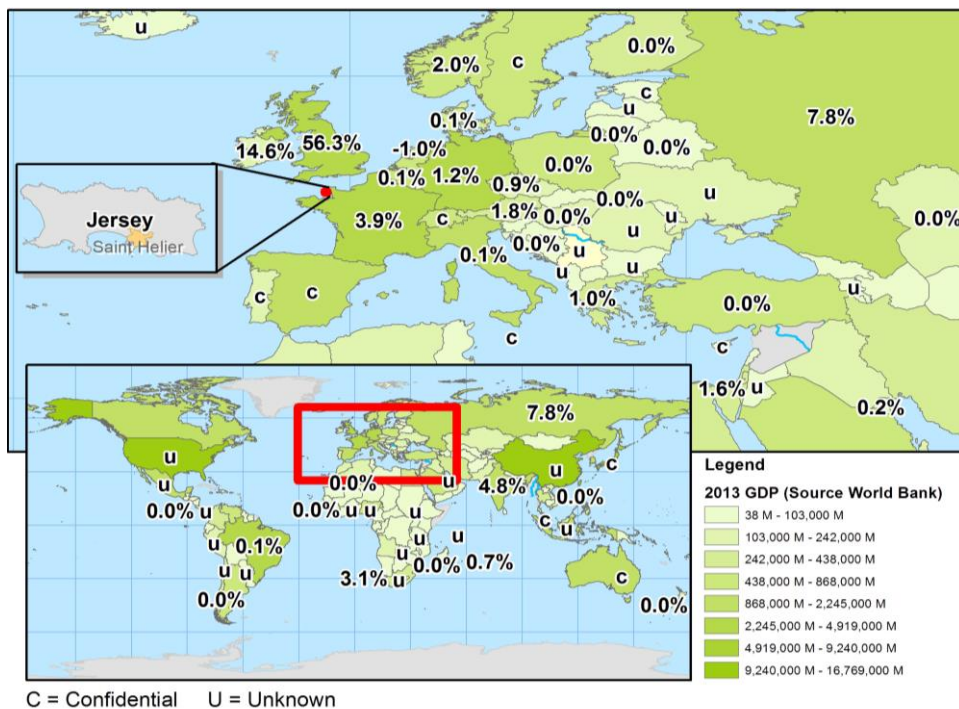 u
c
0.0%
2.0%
c
u
7.8%
0.1%
0.0%
0.0%
14.6%
56.3%
-1.0%
0.0%
0.1%
1.2%
0.9%
0.0%
u
Jersey
Saint Helier
3.9%
c
1.8%
0.0%
u
u
0.0%
0.0%
0.1%
u
u
u
u
c
c
1.0%
0.0%
c
c
1.6%
u
0.2%
7.8%
u
c
u
0.0%
u
4.8%
u
0.0%
u
0.0%
u
u
u
u
c
u
u
0.1%
u
u
0.7%
0.0%
u
u
3.1%
u
c
0.0%
0.0%
Legend
2013 GDP (Source World Bank)
38 M - 103,000 M
103,000 M - 242,000 M
242,000 M - 438,000 M
438,000 M - 868,000 M
868,000 M - 2,245,000 M
2,245,000 M - 4,919,000 M
4,919,000 M - 9,240,000 M
9,240,000 M - 16,769,000 M
C = Confidential U = Unknown